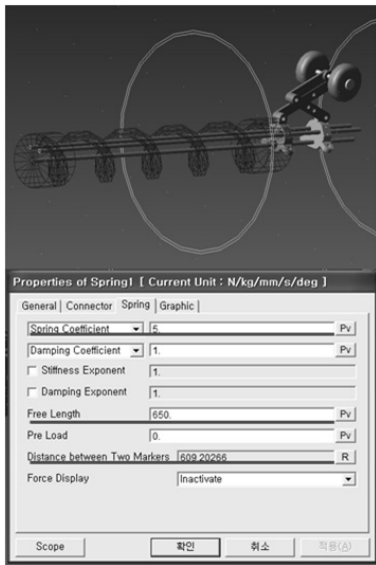 Properties of Spring1 [ Current Unit : N/kg/mm/s/deg ]
General Connector Spring Graphic
Spring Coefficient 5. Pv
Damping Coefficient 1. Pv
Stiffness Exponent 1.
Damping Exponent 1.
Free Length 650. Pv
Pre Load 0. Pv
Distance between Two Markers 609.20266 R
Force Display Inactivate
Scope 확인 취소 적용(A)